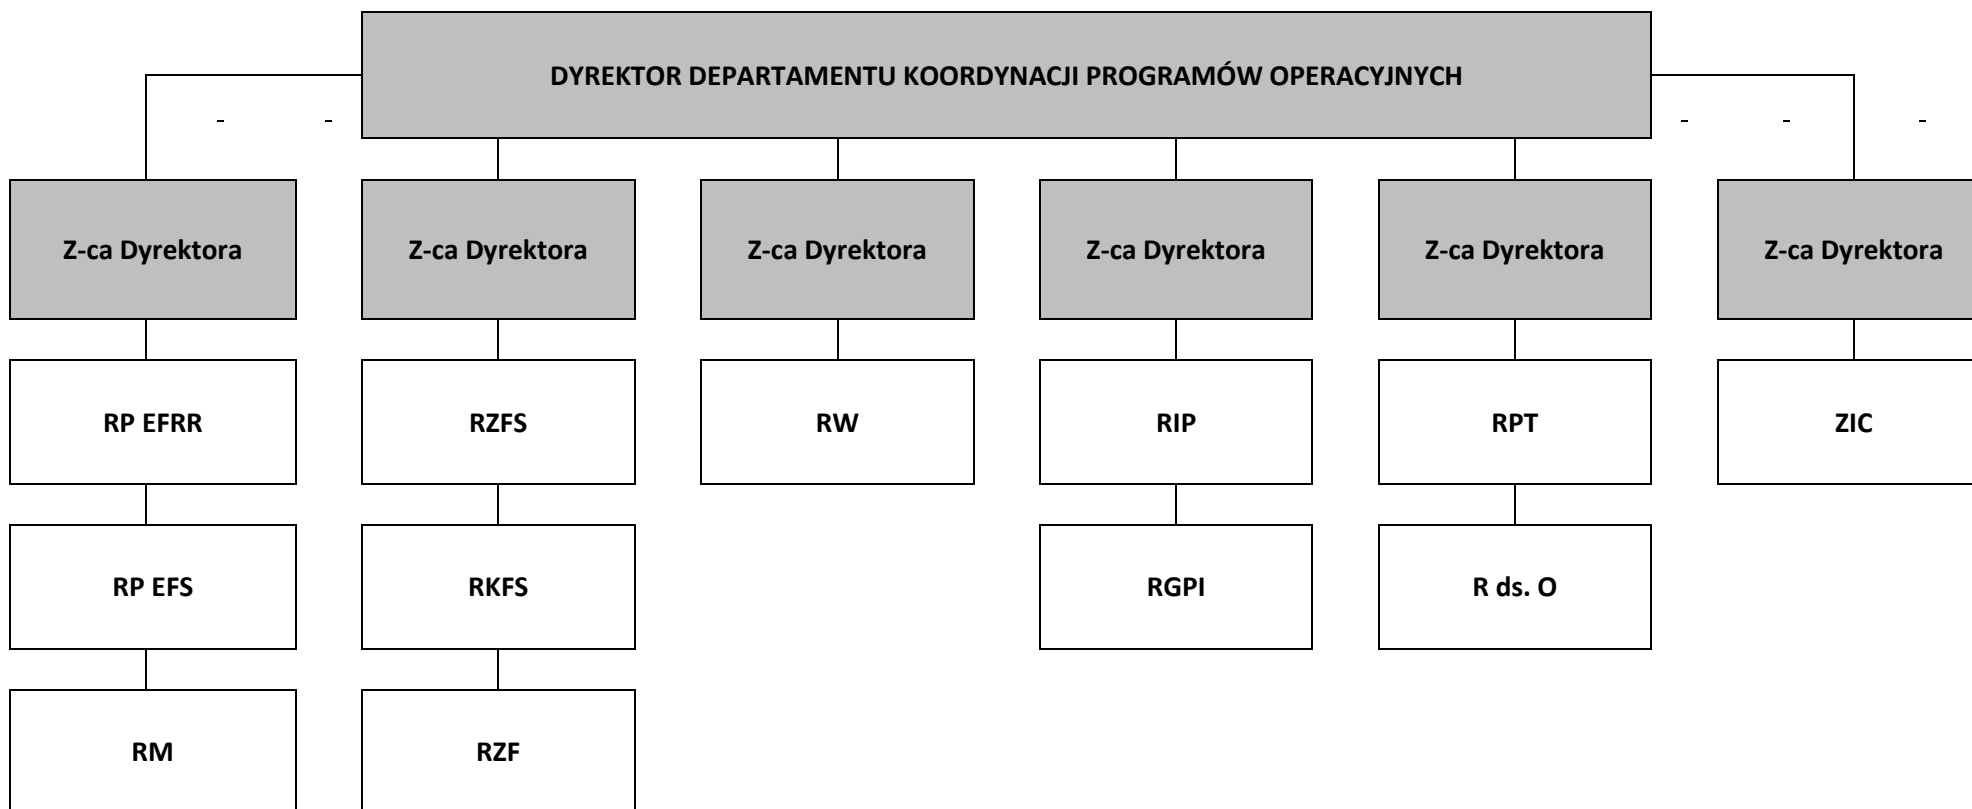 DYREKTOR DEPARTAMENTU KOORDYNACJI PROGRAMÓW OPERACYJNYCH
- - - - -
Z-ca Dyrektora Z-ca Dyrektora Z-ca Dyrektora Z-ca Dyrektora Z-ca Dyrektora Z-ca Dyrektora
RP EFRR RZFS RW RIP RPT ZIC
RP EFS RKFS RGPI R ds. O
RM RZF